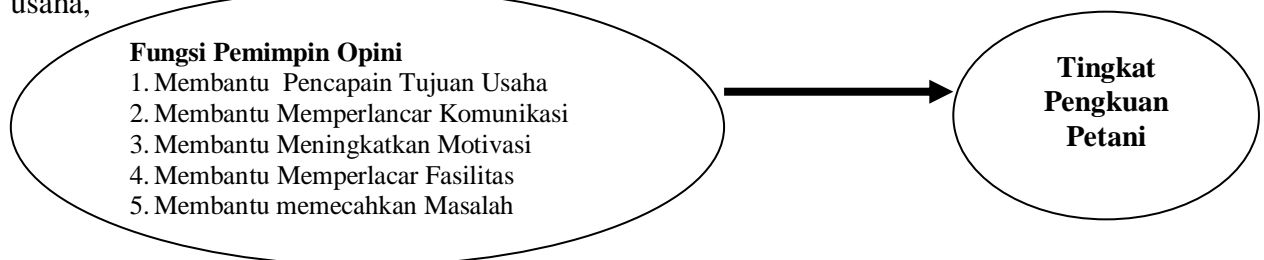 usaha,
Fungsi Pemimpin Opini
1. Membantu Pencapain Tujuan Usaha
2. Membantu Memperlancar Komunikasi
3. Membantu Meningkatkan Motivasi
4. Membantu Memperlacar Fasilitas
5. Membantu memecahkan Masalah
Tingkat
Pengkuan
Petani